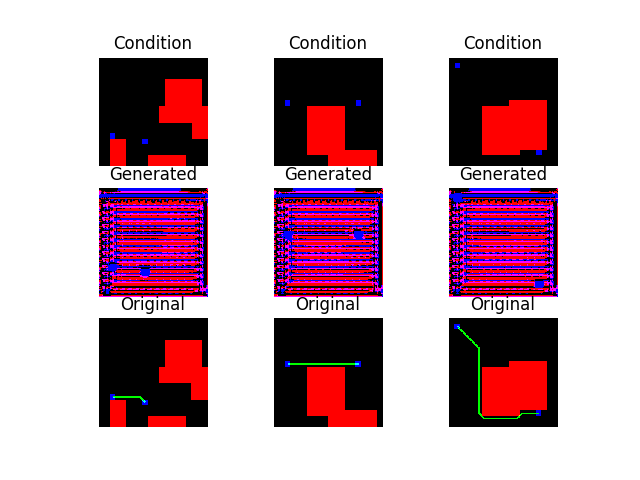 Condition Condition Condition
Generated Generated Generated
Original Original Original